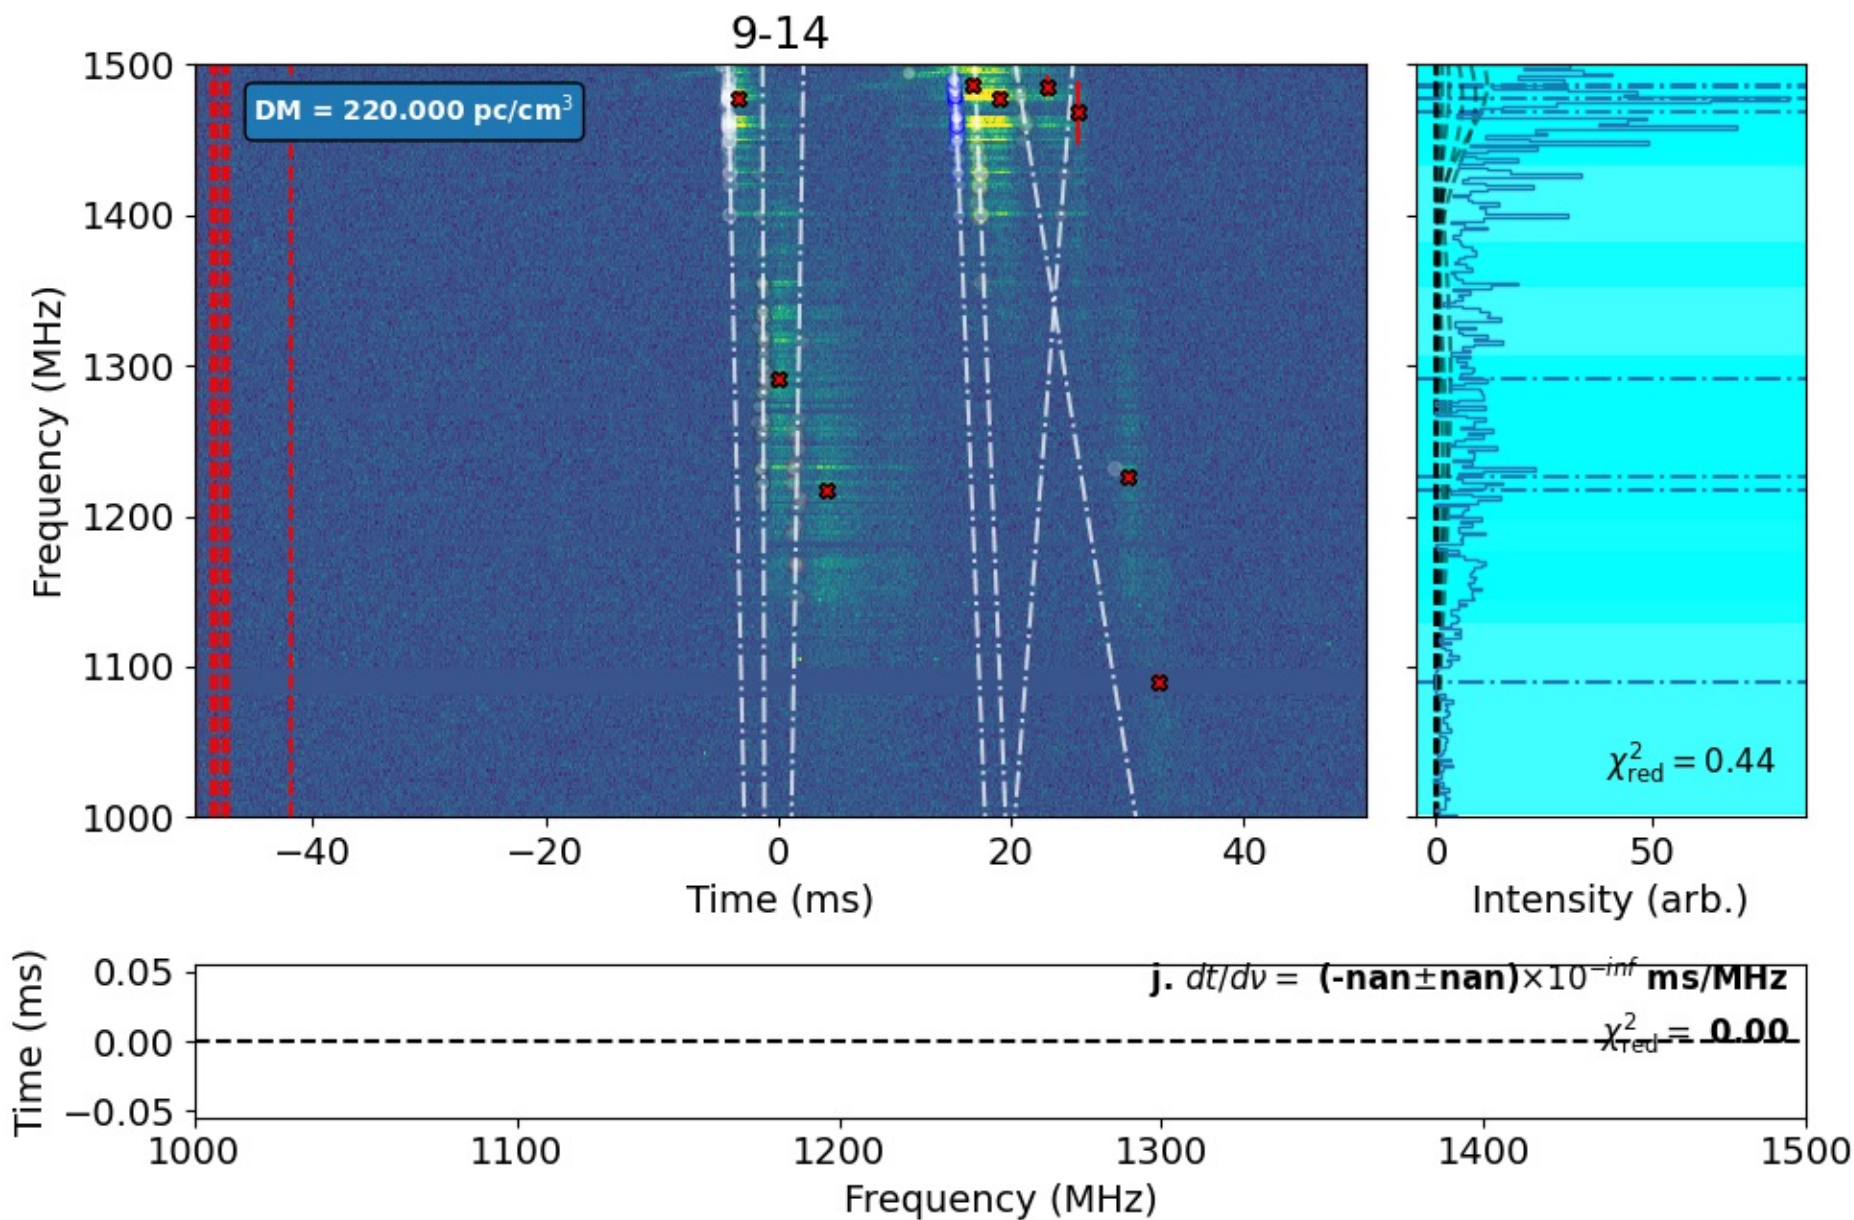 9-14
DM = 220.000 pc/cm³
1500
1400
1300
1200
1100
1000
Frequency (MHz)
−40 −20 0 20 40
Time (ms)
χ²red = 0.44
0 50
Intensity (arb.)
j. dt/dν = (-nan±nan)×10⁻ⁱⁿᶠ ms/MHz
χ²red = 0.00
0.05
0.00
−0.05
Time (ms)
1000 1100 1200 1300 1400 1500
Frequency (MHz)